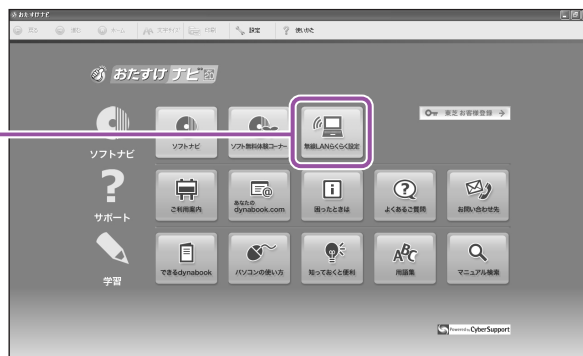 おたすけナビ
戻る 進む ホーム 文字サイズ 印刷 設定 ? 使いかた
おたすけナビ
東芝お客様登録
ソフトナビ
ソフトナビ
ソフト無料体験コーナー
無線LANらくらく設定
サポート
ご利用案内
あなたの
dynabook.com
困ったときは
よくあるご質問
お問い合わせ先
学習
できるdynabook
パソコンの使い方
知っておくと便利
用語集
マニュアル検索
Powered by CyberSupport